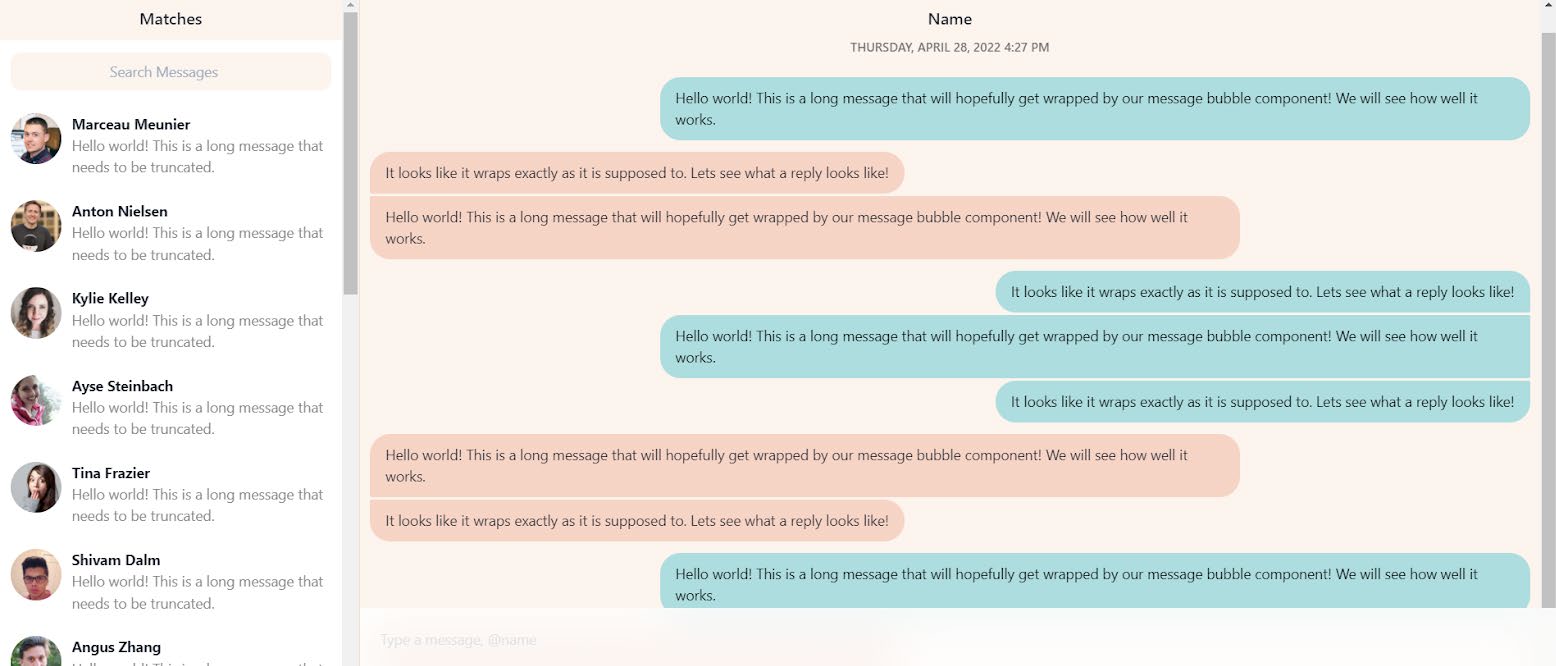 Matches
Search Messages
Marceau Meunier
Hello world! This is a long message that
needs to be truncated.
Anton Nielsen
Hello world! This is a long message that
needs to be truncated.
Kylie Kelley
Hello world! This is a long message that
needs to be truncated.
Ayse Steinbach
Hello world! This is a long message that
needs to be truncated.
Tina Frazier
Hello world! This is a long message that
needs to be truncated.
Shivam Dalm
Hello world! This is a long message that
needs to be truncated.
Angus Zhang
Hello world! This is a long message that
Name
THURSDAY, APRIL 28, 2022 4:27 PM
Hello world! This is a long message that will hopefully get wrapped by our message bubble component! We will see how well it
works.
It looks like it wraps exactly as it is supposed to. Lets see what a reply looks like!
Hello world! This is a long message that will hopefully get wrapped by our message bubble component! We will see how well it
works.
It looks like it wraps exactly as it is supposed to. Lets see what a reply looks like!
Hello world! This is a long message that will hopefully get wrapped by our message bubble component! We will see how well it
works.
It looks like it wraps exactly as it is supposed to. Lets see what a reply looks like!
Hello world! This is a long message that will hopefully get wrapped by our message bubble component! We will see how well it
works.
It looks like it wraps exactly as it is supposed to. Lets see what a reply looks like!
Hello world! This is a long message that will hopefully get wrapped by our message bubble component! We will see how well it
works.
Type a message, @name